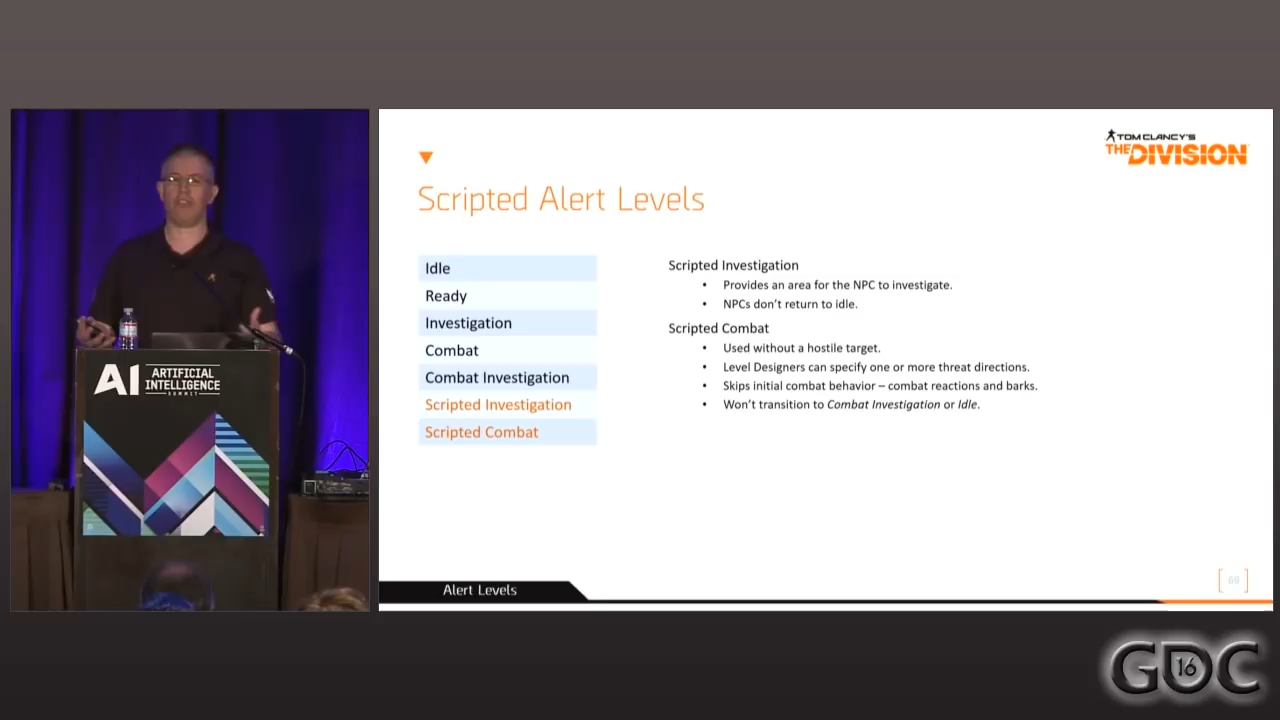 TOM CLANCY'S
THE DIVISION
Scripted Alert Levels
Idle
Ready
Investigation
Combat
Combat Investigation
Scripted Investigation
Scripted Combat
Scripted Investigation
• Provides an area for the NPC to investigate.
• NPCs don't return to idle.
Scripted Combat
• Used without a hostile target.
• Level Designers can specify one or more threat directions.
• Skips initial combat behavior – combat reactions and barks.
• Won't transition to Combat Investigation or Idle.
AI ARTIFICIAL
INTELLIGENCE
SUMMIT
Alert Levels
69
GDC 16